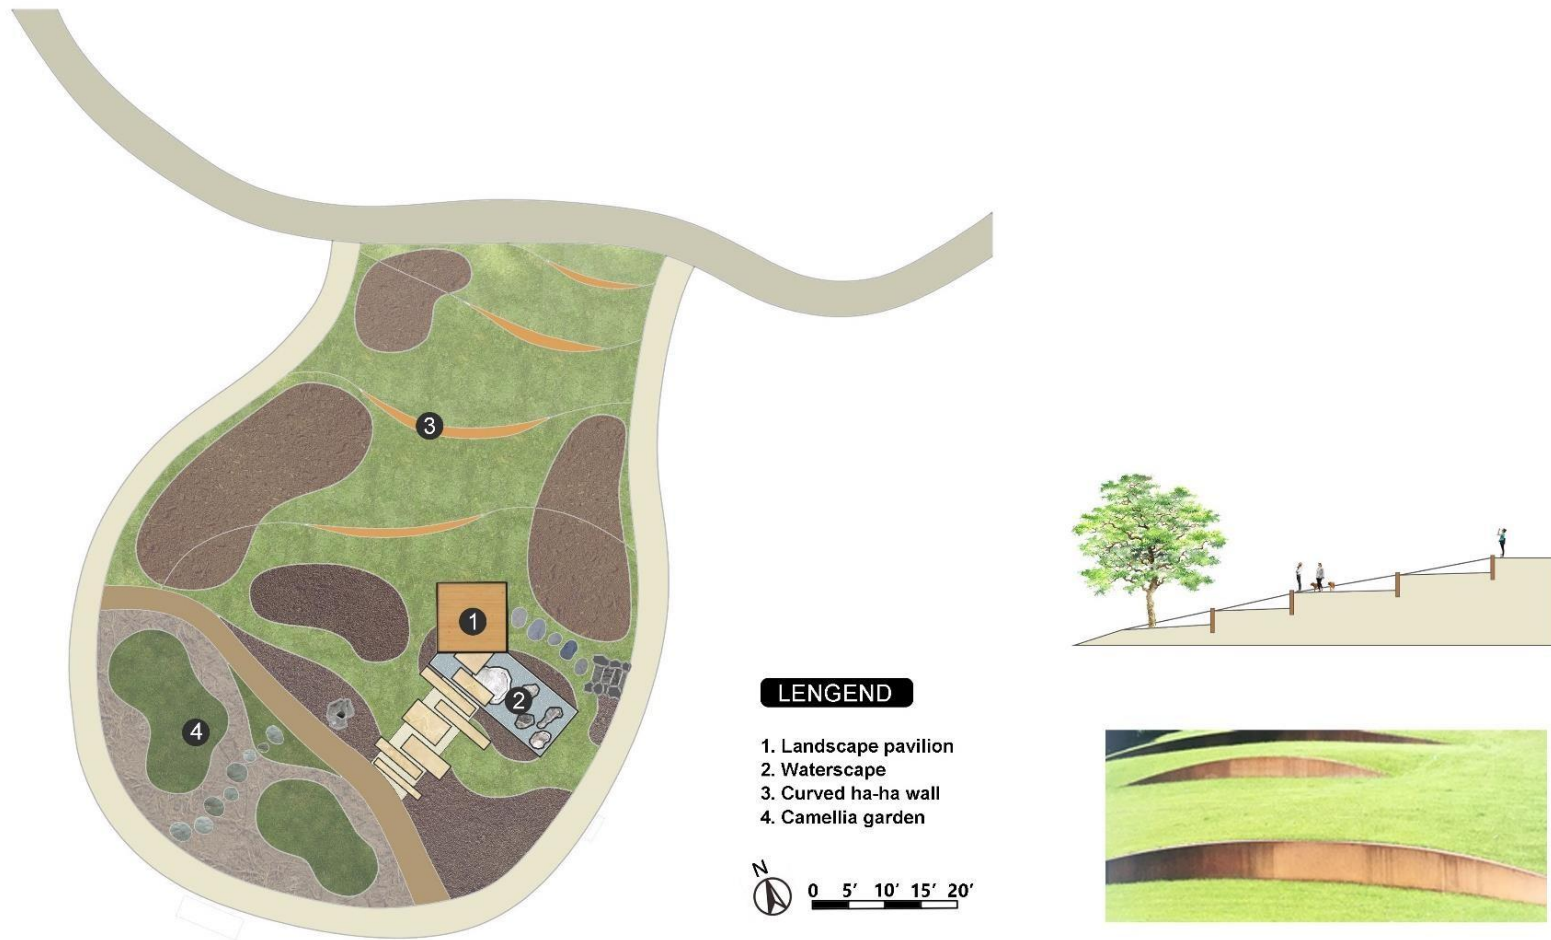 3
1
2
4
LENGEND
1. Landscape pavilion
2. Waterscape
3. Curved ha-ha wall
4. Camellia garden
N
0 5′ 10′ 15′ 20′